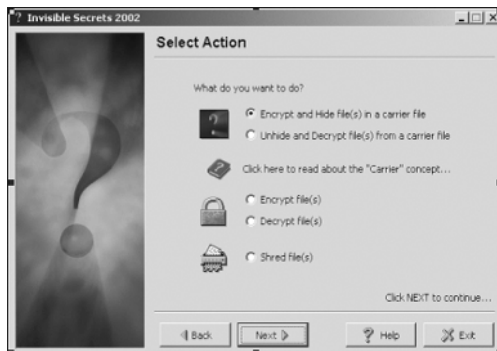 ? Invisible Secrets 2002
Select Action
What do you want to do?
Encrypt and Hide file(s) in a carrier file
Unhide and Decrypt file(s) from a carrier file
Click here to read about the "Carrier" concept...
Encrypt file(s)
Decrypt file(s)
Shred file(s)
Click NEXT to continue...
Back Next Help Exit